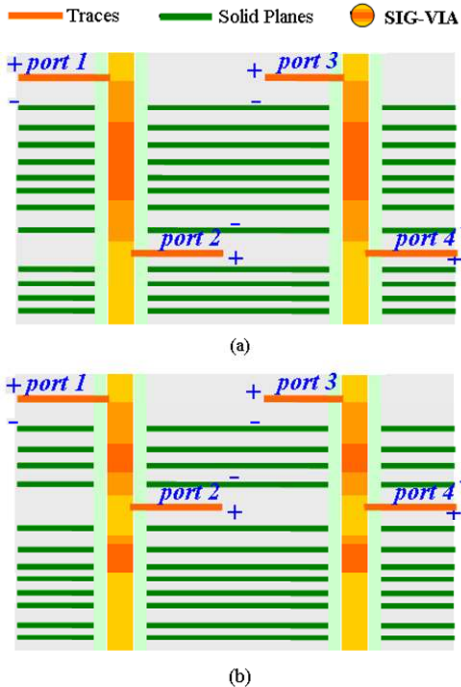 Traces Solid Planes SIG-VIA
+ port 1 + port 3
- -
port 2 - port 4
+ +
(a)
+ port 1 + port 3
- -
port 2 - port 4
+ +
(b)